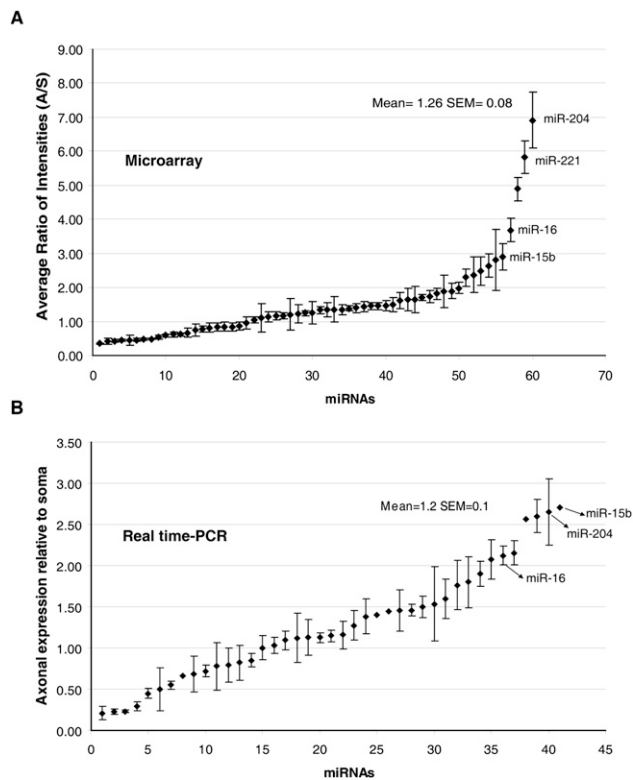 A
9.00
8.00
7.00
6.00
5.00
4.00
3.00
2.00
1.00
0.00
Average Ratio of Intensities (A/S)
Mean= 1.26 SEM= 0.08
Microarray
miR-204
miR-221
miR-16
miR-15b
0 10 20 30 40 50 60 70
miRNAs
B
3.50
3.00
2.50
2.00
1.50
1.00
0.50
0.00
Axonal expression relative to soma
Mean=1.2 SEM=0.1
Real time-PCR
miR-15b
miR-204
miR-16
0 5 10 15 20 25 30 35 40 45
miRNAs